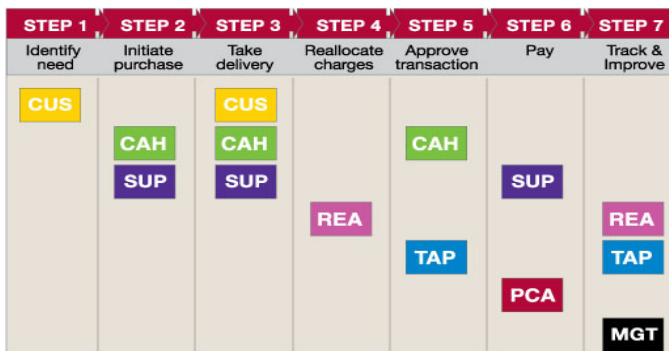 STEP 1 STEP 2 STEP 3 STEP 4 STEP 5 STEP 6 STEP 7
Identify need
Initiate purchase
Take delivery
Reallocate charges
Approve transaction
Pay
Track & Improve
CUS CUS
CAH CAH CAH
SUP SUP SUP
REA REA
TAP TAP
PCA
MGT